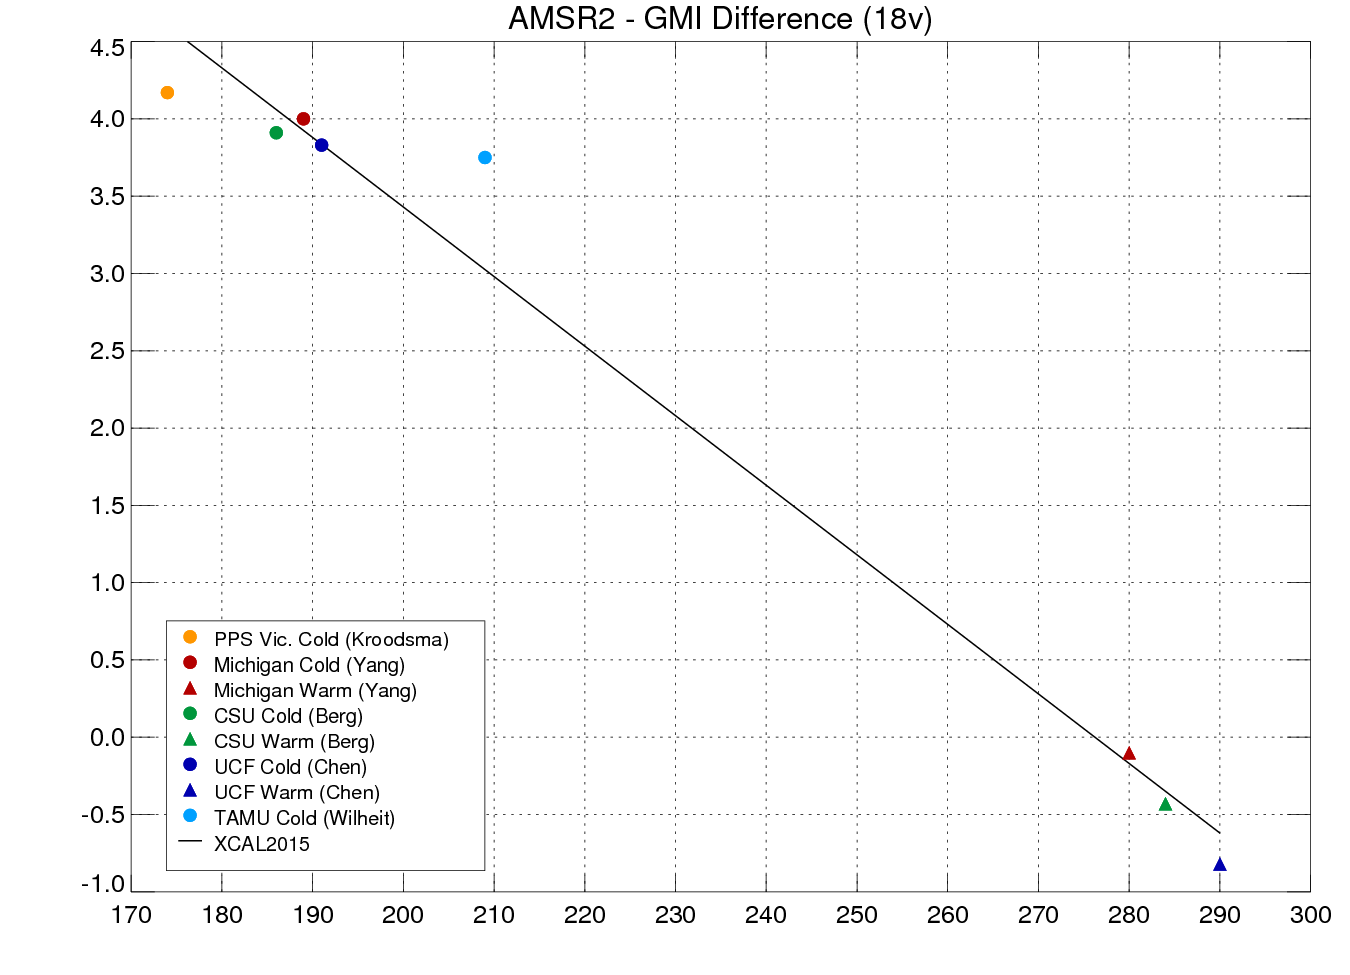 AMSR2 - GMI Difference (18v)
4.5
4.0
3.5
3.0
2.5
2.0
1.5
1.0
0.5
0.0
-0.5
-1.0
PPS Vic. Cold (Kroodsma)
Michigan Cold (Yang)
Michigan Warm (Yang)
CSU Cold (Berg)
CSU Warm (Berg)
UCF Cold (Chen)
UCF Warm (Chen)
TAMU Cold (Wilheit)
XCAL2015
170 180 190 200 210 220 230 240 250 260 270 280 290 300